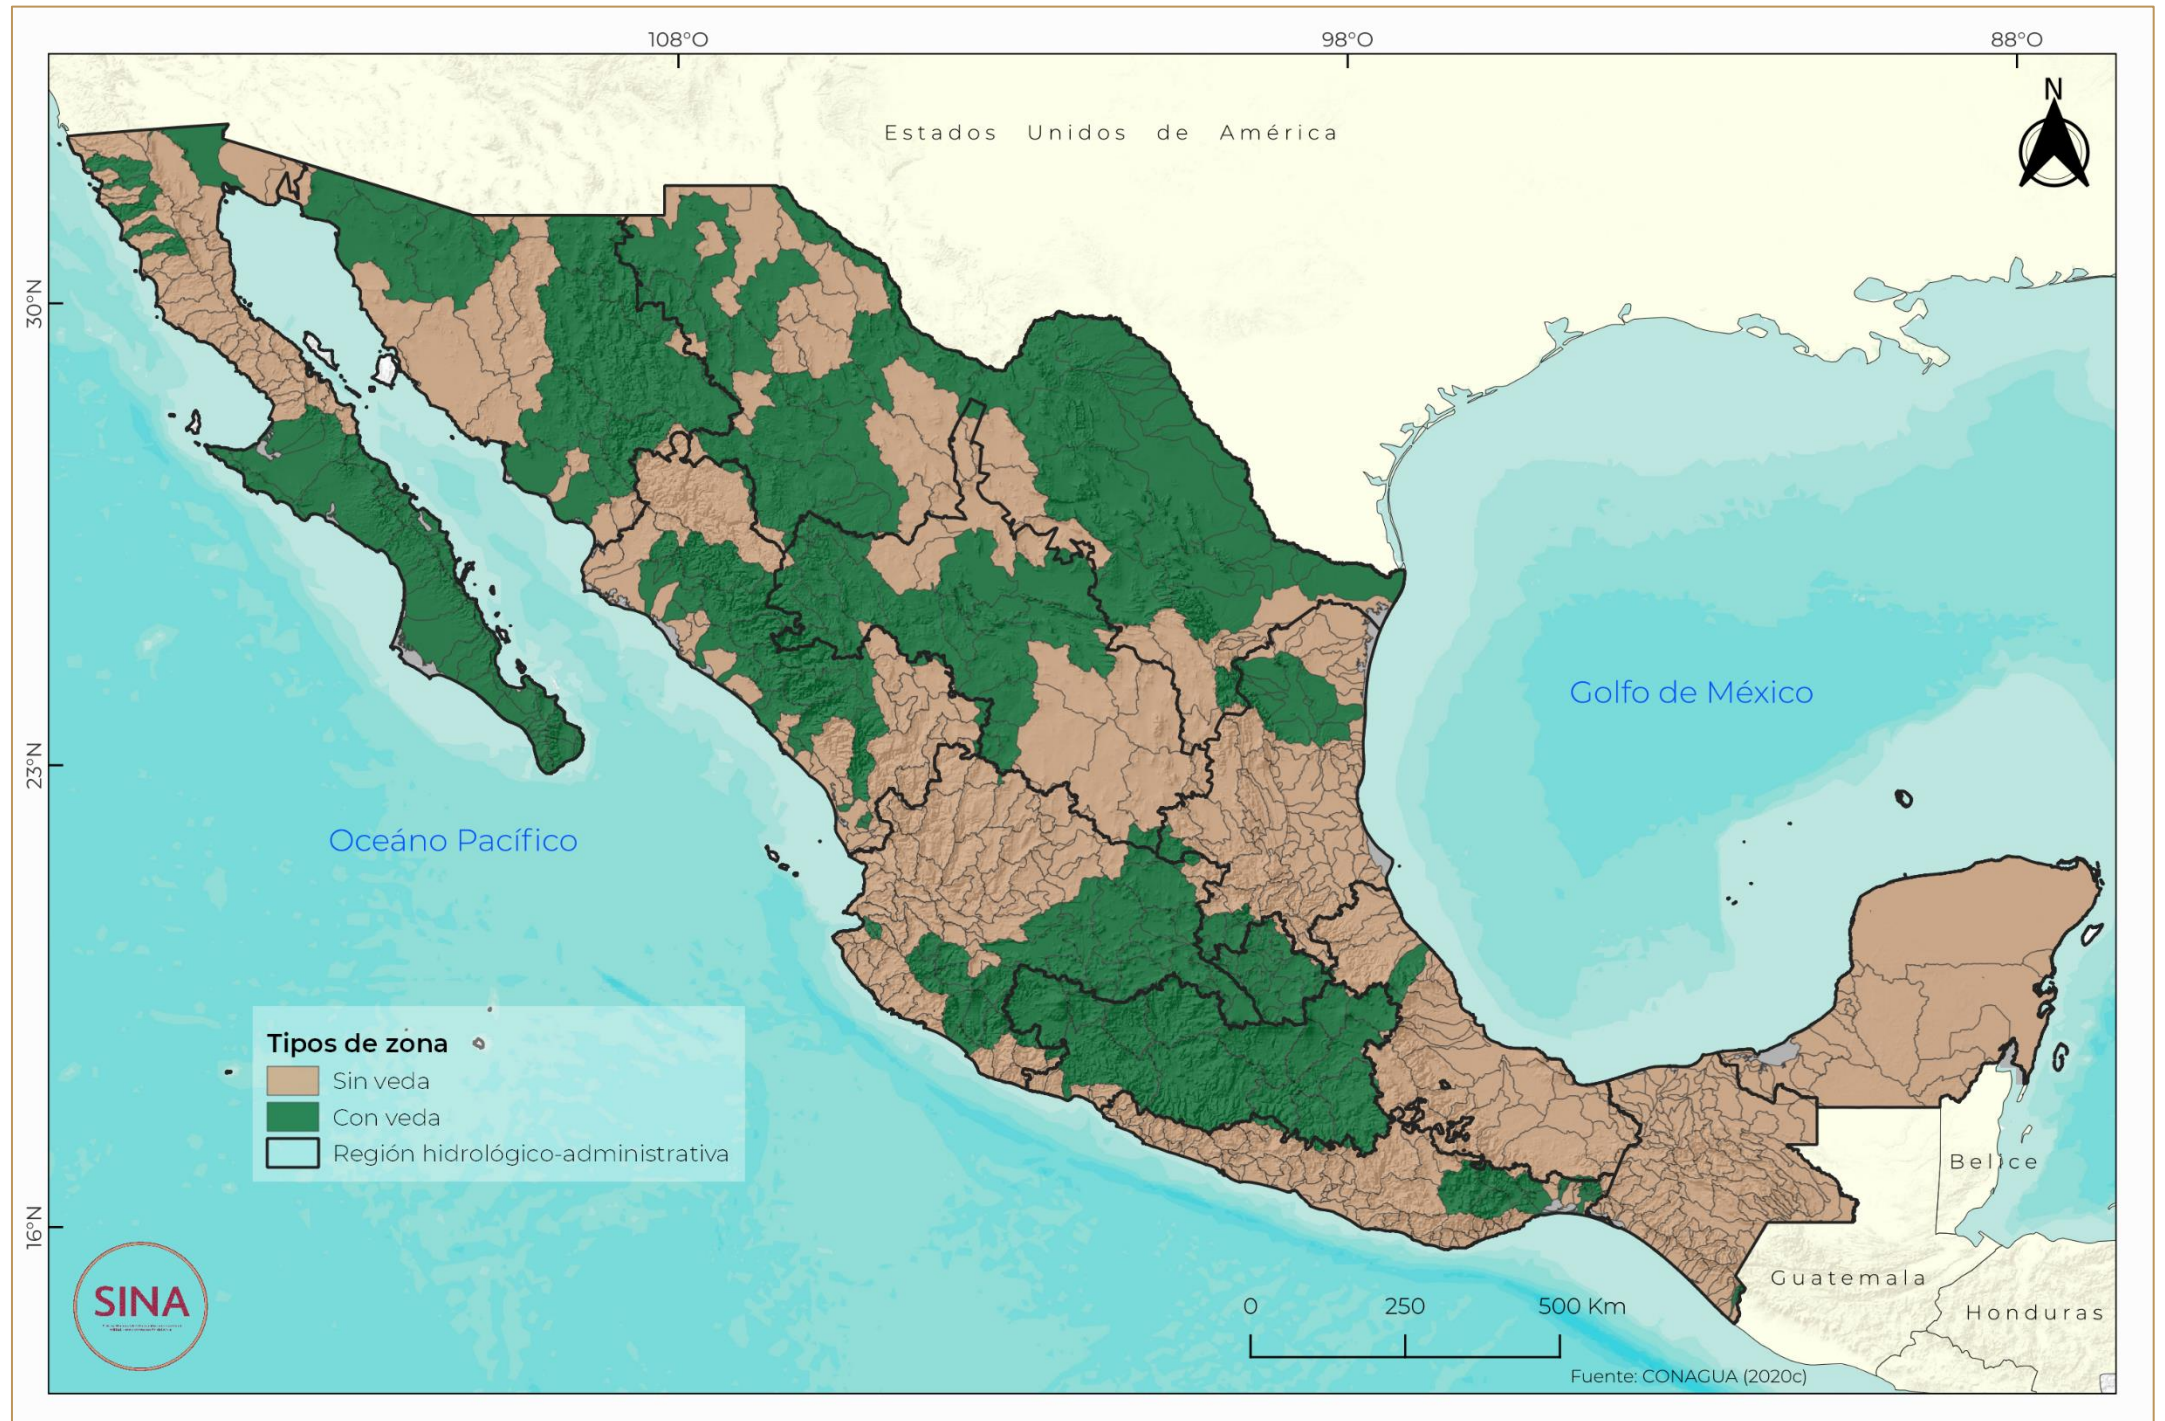 108°O
98°O
88°O
N
Estados Unidos de América
30°N
23°N
16°N
Golfo de México
Océano Pacífico
Tipos de zona
Sin veda
Con veda
Región hidrológico-administrativa
Belice
Guatemala
Honduras
0 250 500 Km
Fuente: CONAGUA (2020c)
SINA